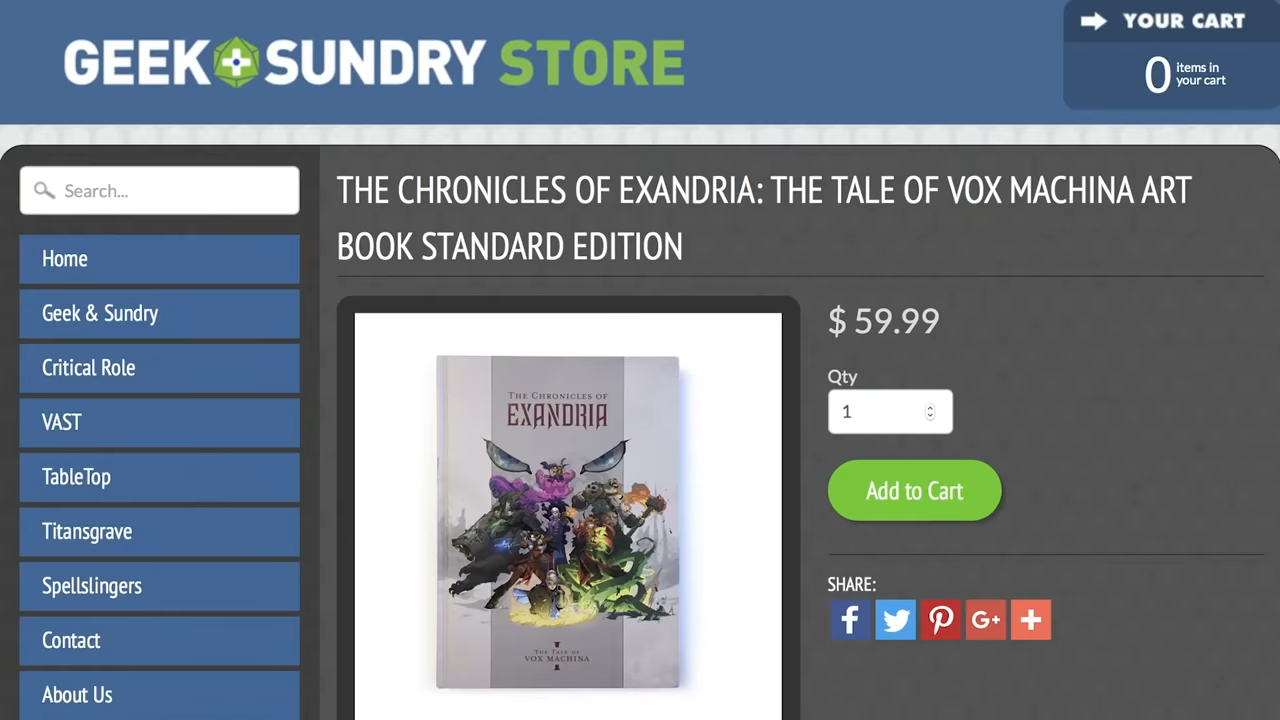 GEEK SUNDRY STORE
YOUR CART
0 items in
your cart
Search...
Home
Geek & Sundry
Critical Role
VAST
TableTop
Titansgrave
Spellslingers
Contact
About Us
THE CHRONICLES OF EXANDRIA: THE TALE OF VOX MACHINA ART
BOOK STANDARD EDITION
THE CHRONICLES OF
EXANDRIA
THE TALE OF
VOX MACHINA
I
$ 59.99
Qty
1
Add to Cart
SHARE:
f
G+